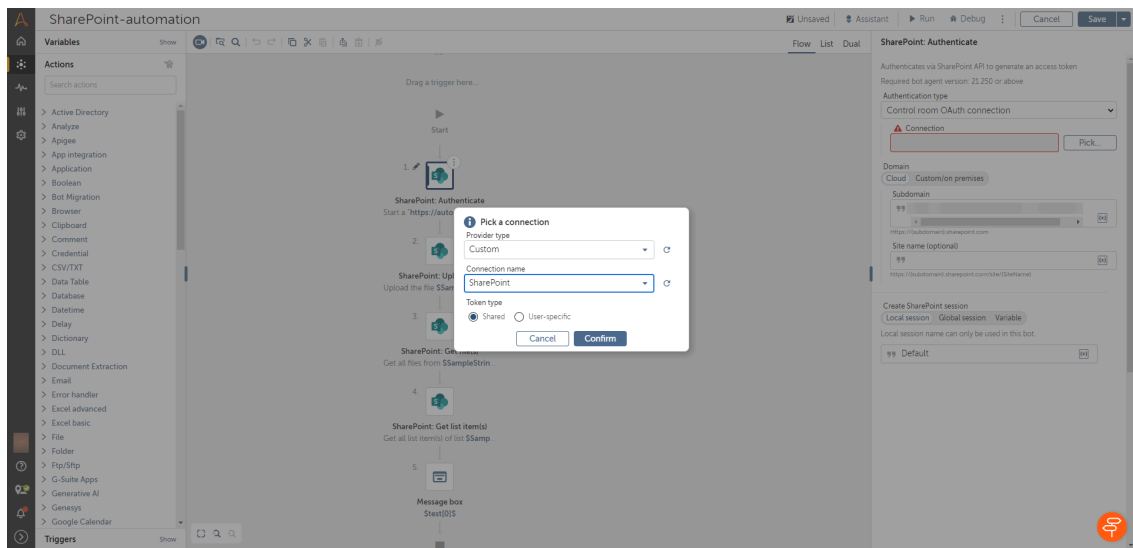 SharePoint-automation
Unsaved
Assistant
Run
Debug
Cancel
Save
Variables
Show
Flow
List
Dual
Actions
Search actions
Active Directory
Analyze
Apigee
App integration
Application
Boolean
Bot Migration
Browser
Clipboard
Comment
Credential
CSV/TXT
Data Table
Database
Datetime
Delay
Dictionary
DLL
Document Extraction
Email
Error handler
Excel advanced
Excel basic
File
Folder
Ftp/Sftp
G-Suite Apps
Generative AI
Genesys
Google Calendar
Triggers
Show
Drag a trigger here...
Start
1.
SharePoint: Authenticate
Start a "https://auto
2.
SharePoint: Upl
Upload the file $Sam
3.
SharePoint: Get
Get all files from $SampleStrin...
4.
SharePoint: Get list item(s)
Get all list item(s) of list $Samp...
5.
Message box
$test[0]$
Pick a connection
Provider type
Custom
Connection name
SharePoint
Token type
Shared
User-specific
Cancel
Confirm
SharePoint: Authenticate
Authenticates via SharePoint API to generate an access token
Required bot agent version: 21.250 or above
Authentication type
Control room OAuth connection
Connection
Pick...
Domain
Cloud
Custom/on premises
Subdomain
https://{subdomain}.sharepoint.com
Site name (optional)
https://{subdomain}.sharepoint.com/site/{SiteName}
Create SharePoint session
Local session
Global session
Variable
Local session name can only be used in this bot.
Default